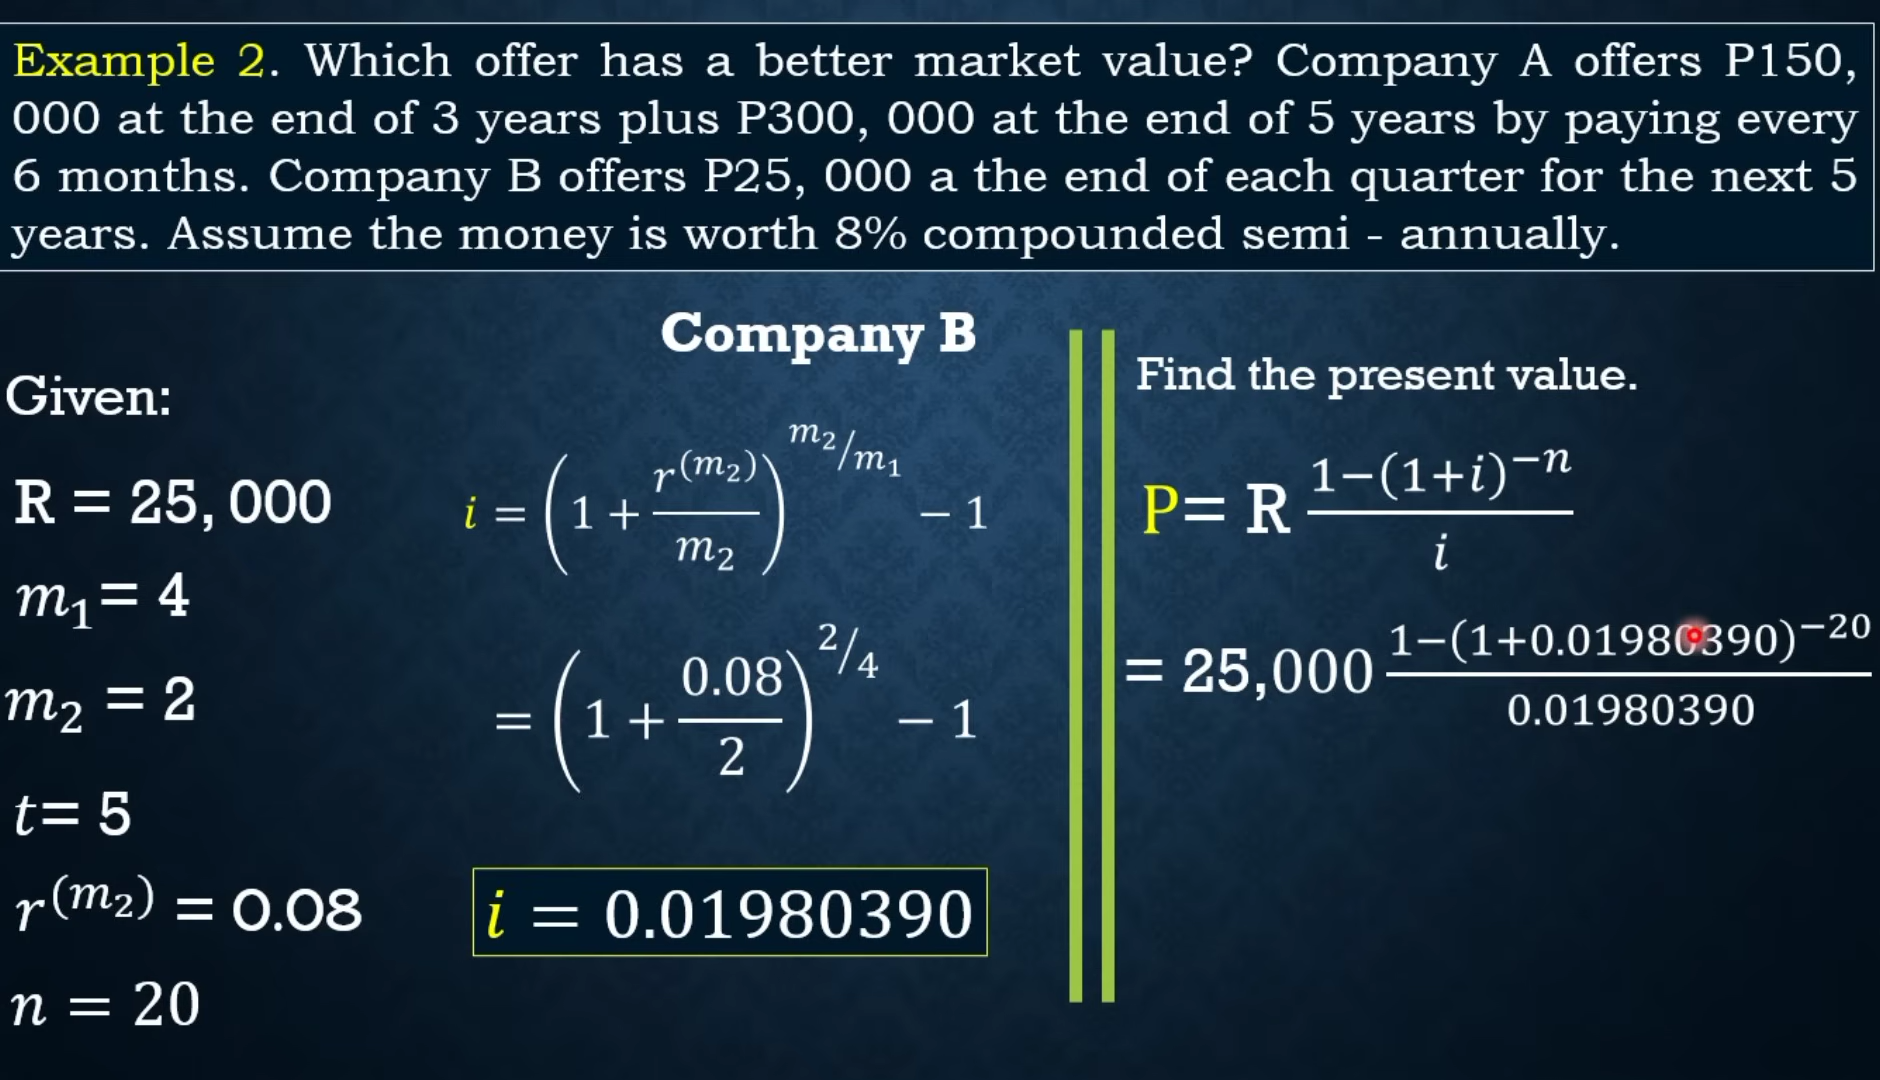 Example 2. Which offer has a better market value? Company A offers P150,
000 at the end of 3 years plus P300, 000 at the end of 5 years by paying every
6 months. Company B offers P25, 000 a the end of each quarter for the next 5
years. Assume the money is worth 8% compounded semi - annually.
Company B
Given:
R = 25, 000
m₁= 4
m₂ = 2
t= 5
r^(m₂) = 0.08
n = 20
i = (1 + r^(m₂)/m₂)^(m₂/m₁) − 1
= (1 + 0.08/2)^(2/4) − 1
i = 0.01980390
Find the present value.
P= R (1−(1+i)^−n)/i
= 25,000 (1−(1+0.01980390)^−20)/0.01980390